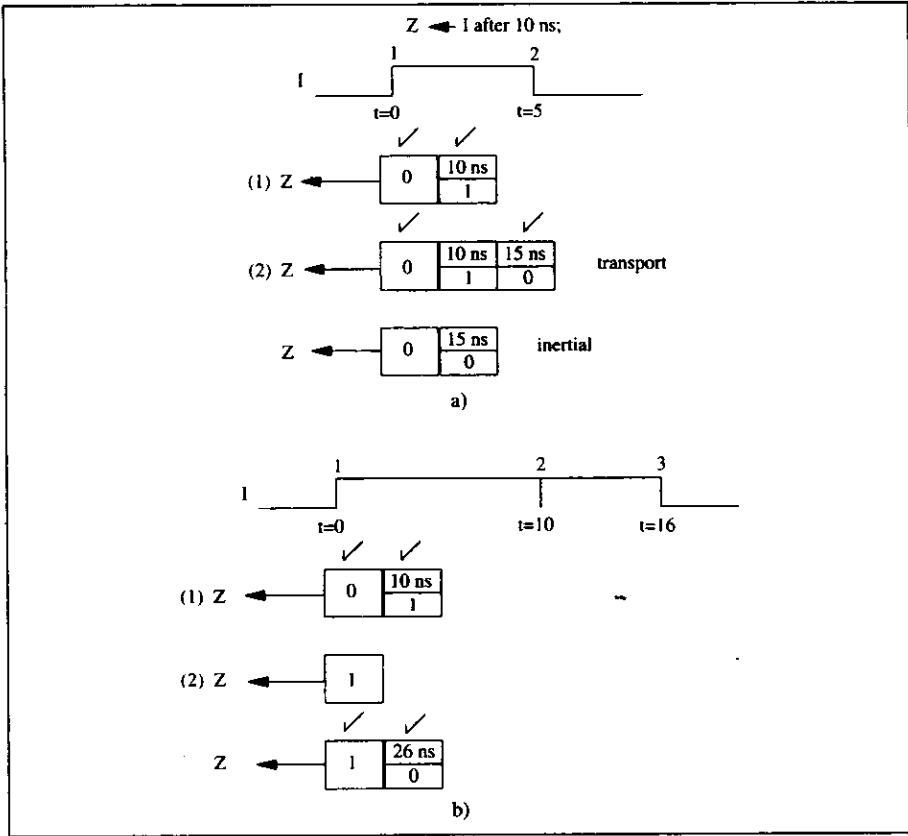 Z ← I after 10 ns;
1 2
I
t=0 t=5
✓ ✓
(1) Z 0 10 ns 1
✓ ✓
(2) Z 0 10 ns 1 15 ns 0 transport
Z 0 15 ns 0 inertial
a)
1 2 3
I
t=0 t=10 t=16
✓ ✓
(1) Z 0 10 ns 1
(2) Z 1
✓ ✓
Z 1 26 ns 0
b)